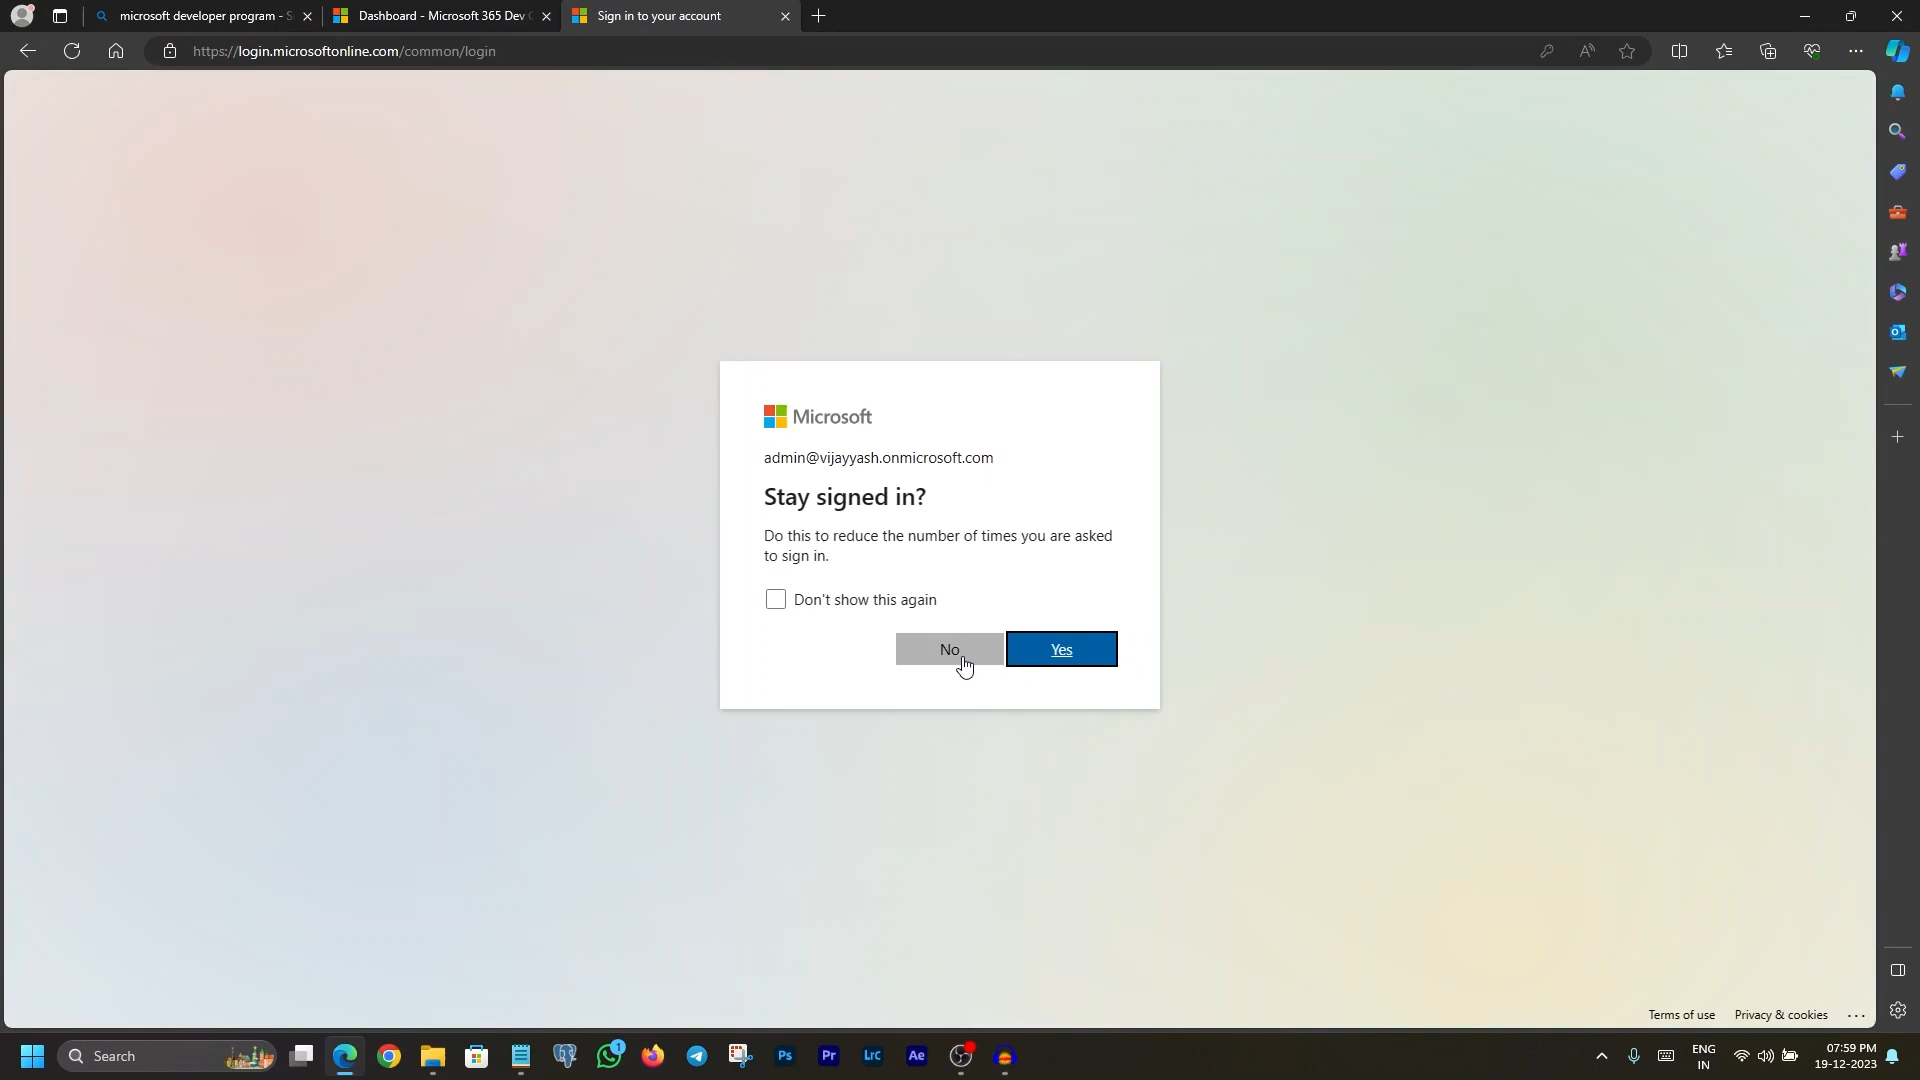 microsoft developer program - S
Dashboard - Microsoft 365 Dev C
Sign in to your account
https://login.microsoftonline.com/common/login
Microsoft
admin@vijayyash.onmicrosoft.com
Stay signed in?
Do this to reduce the number of times you are asked
to sign in.
Don't show this again
No
Yes
Terms of use
Privacy & cookies
Search
1
Ps
Pr
LrC
Ae
ENG
IN
07:59 PM
19-12-2023